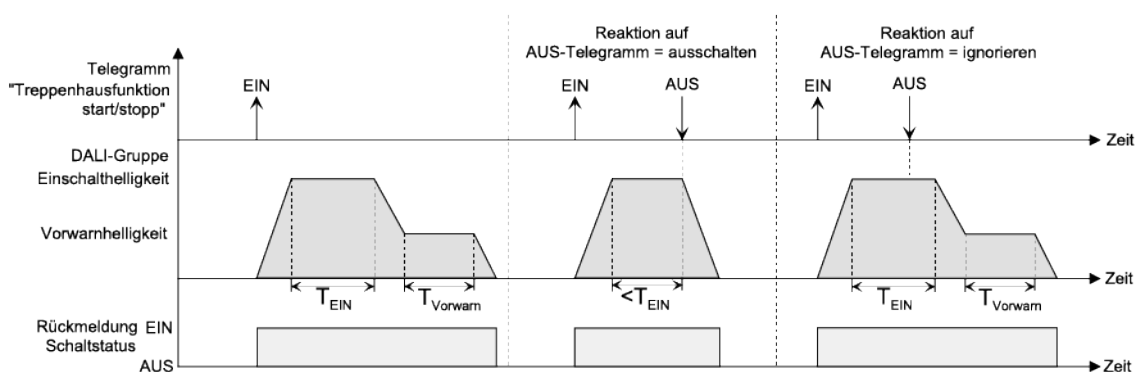 Reaktion auf
AUS-Telegramm = ausschalten
Reaktion auf
AUS-Telegramm = ignorieren
Telegramm
"Treppenhausfunktion
start/stopp"
EIN
EIN
AUS
EIN
AUS
Zeit
DALI-Gruppe
Einschalthelligkeit
Vorwarnhelligkeit
Zeit
TEIN
TVorwarn
<TEIN
TEIN
TVorwarn
Rückmeldung EIN
Schaltstatus
AUS
Zeit